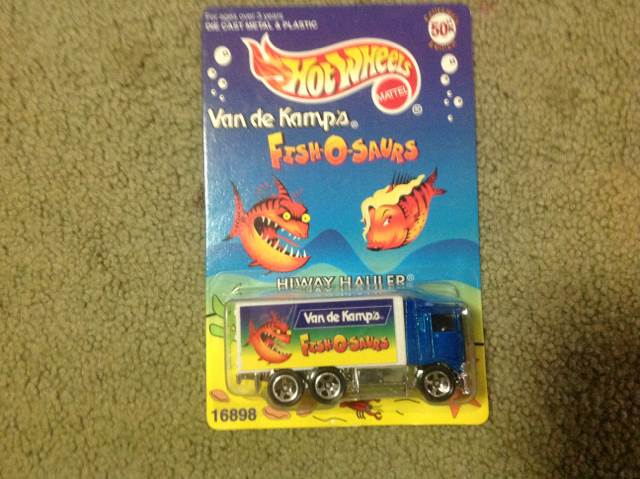 For ages over 3 years
DIE CAST METAL & PLASTIC
50K
HOT WHEELS
MATTEL
®
Van de Kamp's®
FISH-O-SAURS
HIWAY HAULER®
Van de Kamp's
FISH-O-SAURS
16898